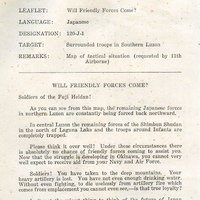 LEAFLET: Will Friendly Forces Come?
LANGUAGE: Japanese
DESIGNATION: 120-J-1
TARGET: Surrounded troops in Southern Luzon
REMARKS: Map of tactical situation (requested by 11th
Airborne)
WILL FRIENDLY FORCES COME?
Soldiers of the Fuji Heidan!
As you can see from this map, the remaining Japanese forces
in northern Luzon are constantly being forced back northward.
In central Luzon the remaining forces of the Shimbun Shudan,
in the north of Laguna Lake and the troops around Infanta are
completely trapped.
Please think it over well! Under these circumstances there
is absolutely no chance of friendly forces coming to assist you.
Now that the struggle is developing in Okinawa, you cannot very
well expect to receive aid from your Navy and Air Force.
Soldiers! You have taken to the deep mountains. Your
heavy artillery is lost. You have not even enough drinking water.
Without even fighting, to die uselessly from artillery fire which
comes from emplacements you cannot even see,—is that true loyalty?